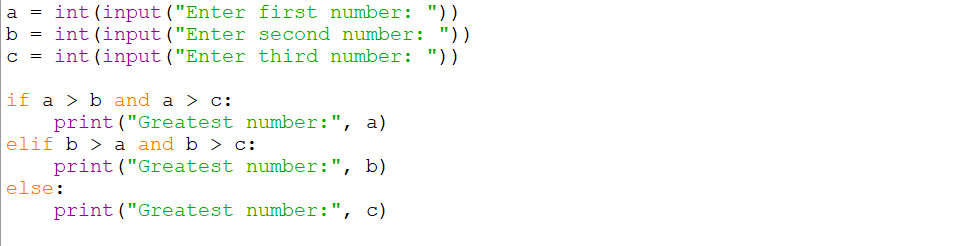 a = int(input("Enter first number: "))
b = int(input("Enter second number: "))
c = int(input("Enter third number: "))

if a > b and a > c:
    print("Greatest number:", a)
elif b > a and b > c:
    print("Greatest number:", b)
else:
    print("Greatest number:", c)